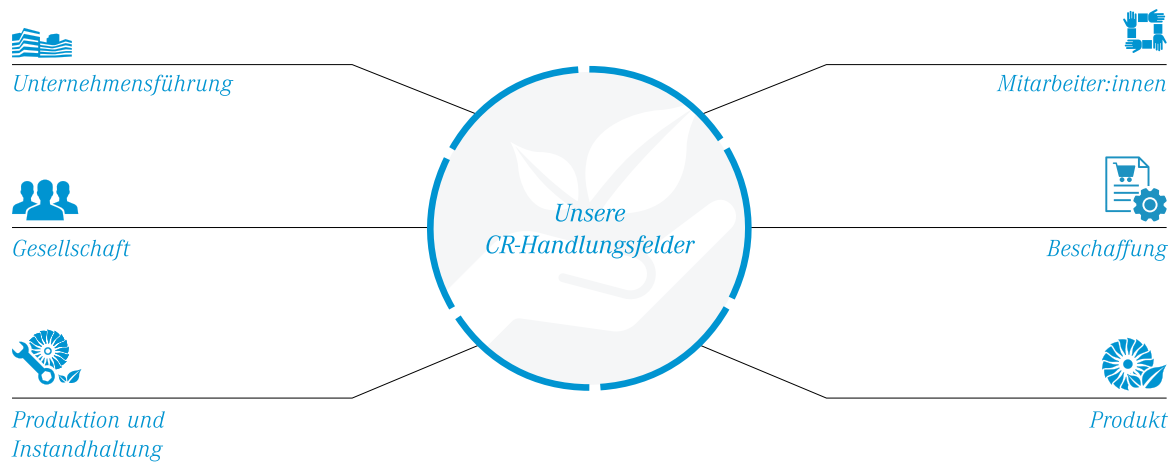 Unternehmensführung
Mitarbeiter:innen
Unsere
CR-Handlungsfelder
Gesellschaft
Beschaffung
Produktion und
Instandhaltung
Produkt